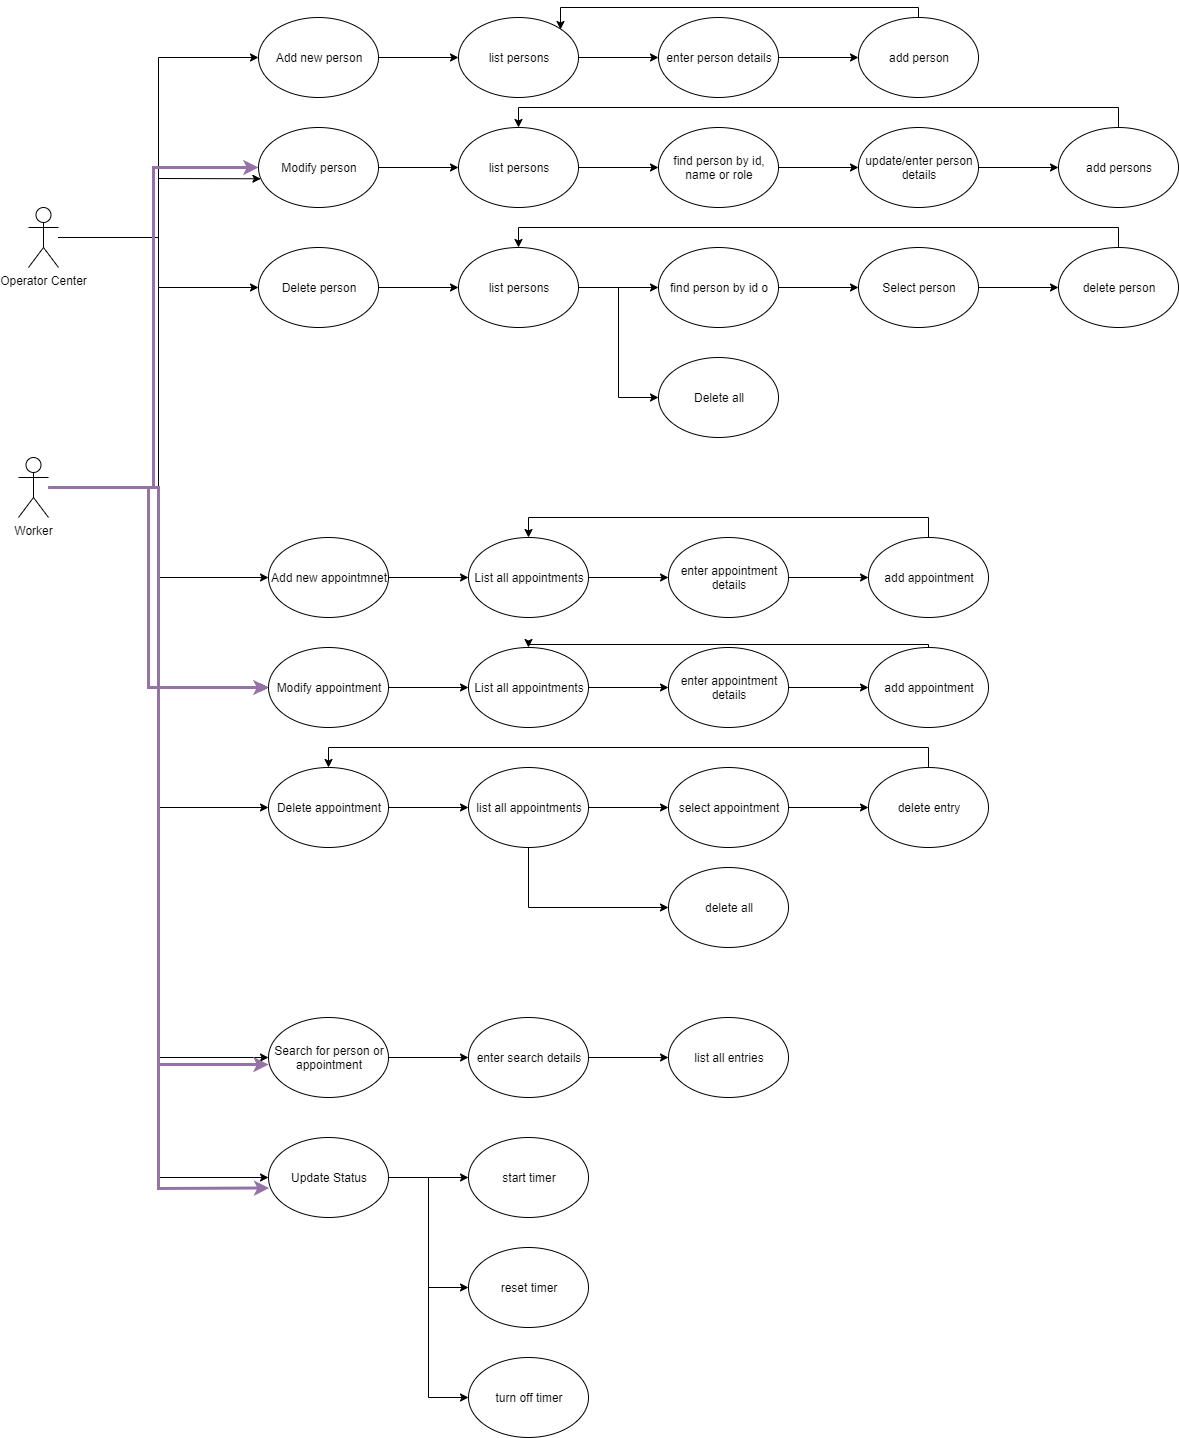 Add new person
list persons
enter person details
add person
Modify person
list persons
find person by id,
name or role
update/enter person
details
add persons
Operator Center
Delete person
list persons
find person by id o
Select person
delete person
Delete all
Worker
Add new appointmnet
List all appointments
enter appointment
details
add appointment
Modify appointment
List all appointments
enter appointment
details
add appointment
Delete appointment
list all appointments
select appointment
delete entry
delete all
Search for person or
appointment
enter search details
list all entries
Update Status
start timer
reset timer
turn off timer